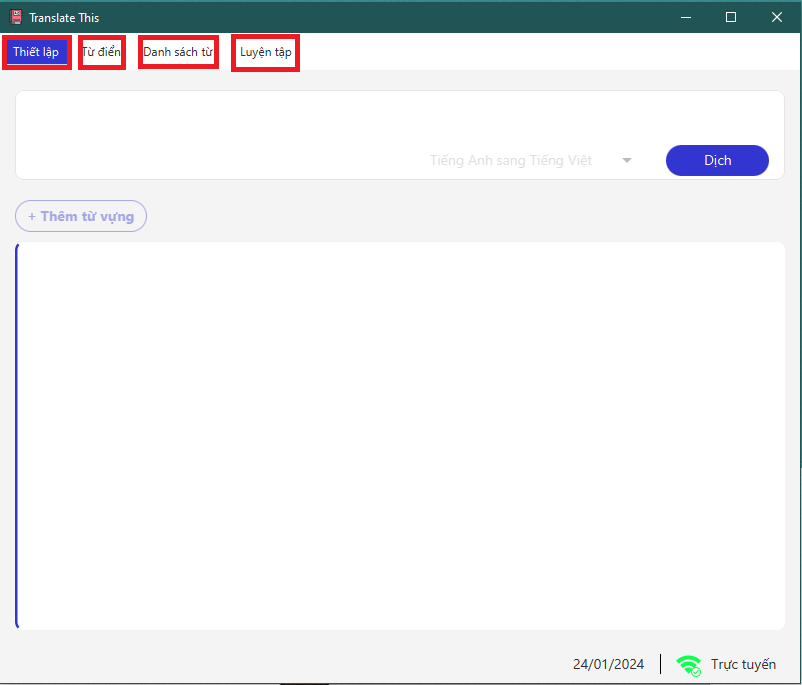 Translate This
Thiết lập Từ điển Danh sách từ Luyện tập
Tiếng Anh sang Tiếng Việt Dịch
+ Thêm từ vựng
24/01/2024 Trực tuyến